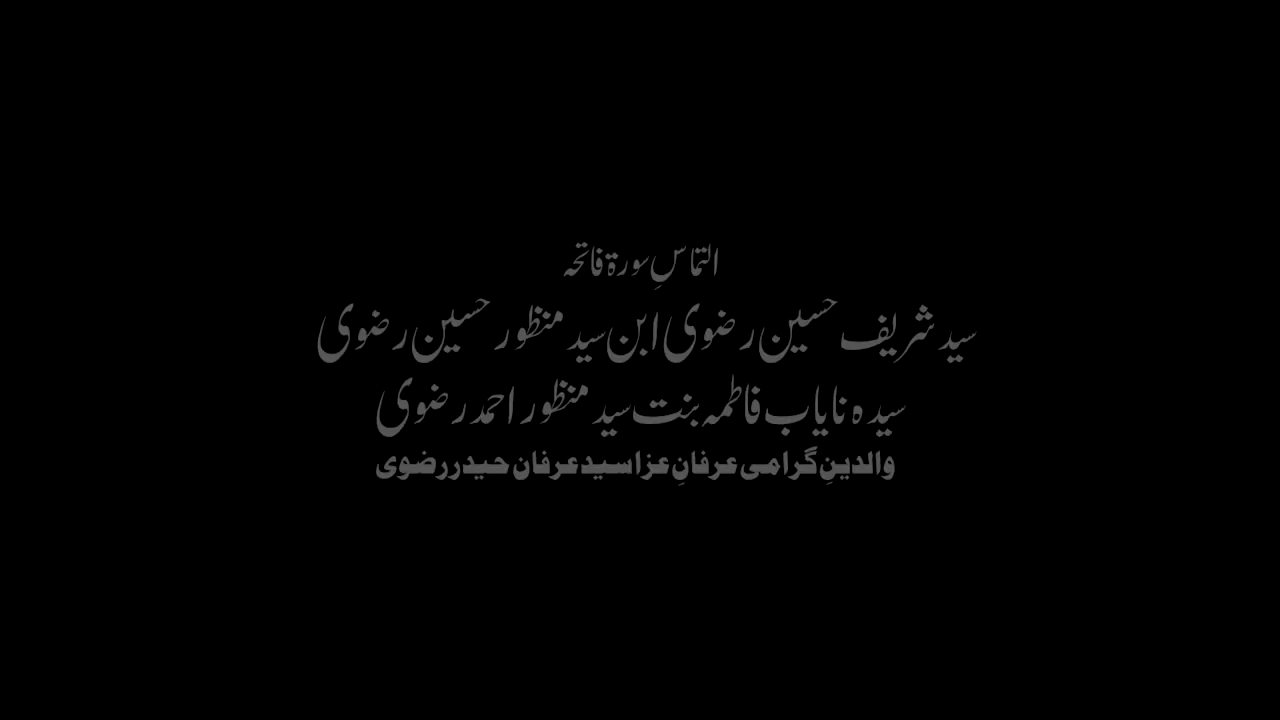 التماسِ سورۃ فاتحہ
سید شریف حسین رضوی ابن سید منظور حسین رضوی
سیدہ نایاب فاطمہ بنت سید منظور احمد رضوی
والدینِ گرامی عرفانِ عزا سید عرفان حیدر رضوی